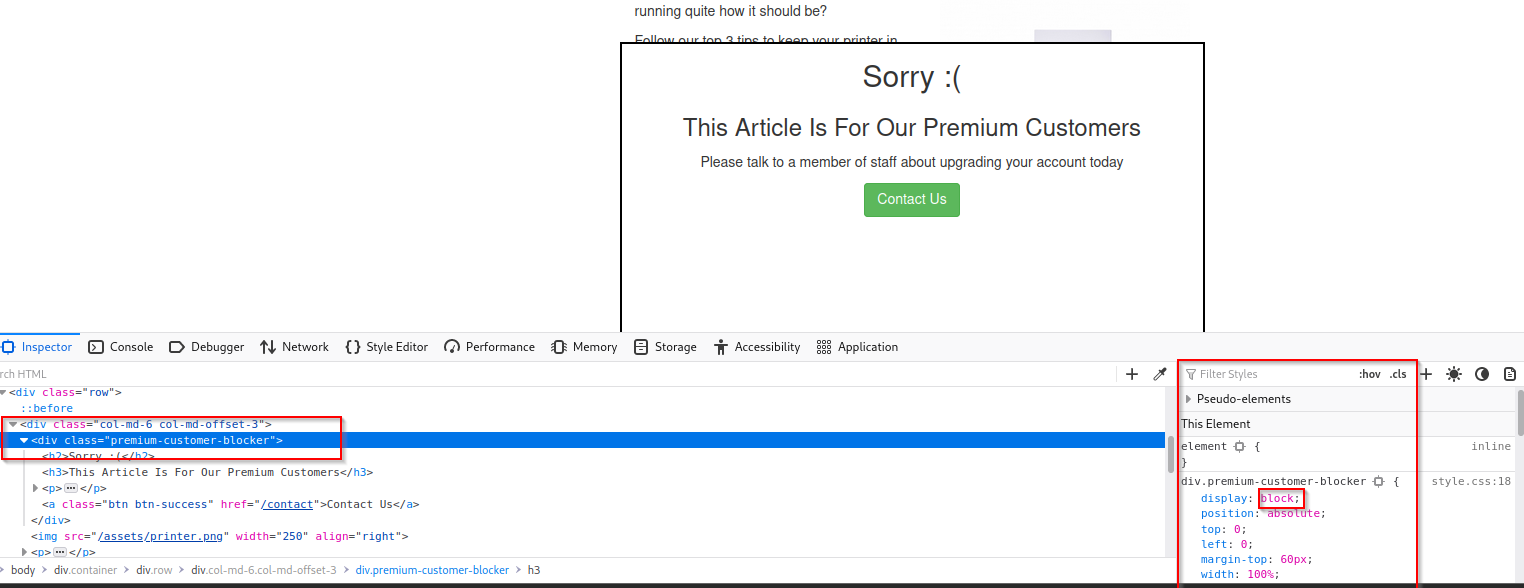 running quite how it should be?
Follow our top 3 tips to keep your printer in
Sorry :(
This Article Is For Our Premium Customers
Please talk to a member of staff about upgrading your account today
Contact Us
Inspector Console Debugger Network Style Editor Performance Memory Storage Accessibility Application
rch HTML
<div class="row">
::before
<div class="col-md-6 col-md-offset-3">
<div class="premium-customer-blocker">
<h2>Sorry :(</h2>
<h3>This Article Is For Our Premium Customers</h3>
<p>…</p>
<a class="btn btn-success" href="/contact">Contact Us</a>
</div>
<img src="/assets/printer.png" width="250" align="right">
<p>…</p>
body div.container div.row div.col-md-6.col-md-offset-3 div.premium-customer-blocker h3
Filter Styles :hov .cls
Pseudo-elements
This Element
element { inline
}
div.premium-customer-blocker { style.css:18
display: block;
position: absolute;
top: 0;
left: 0;
margin-top: 60px;
width: 100%;